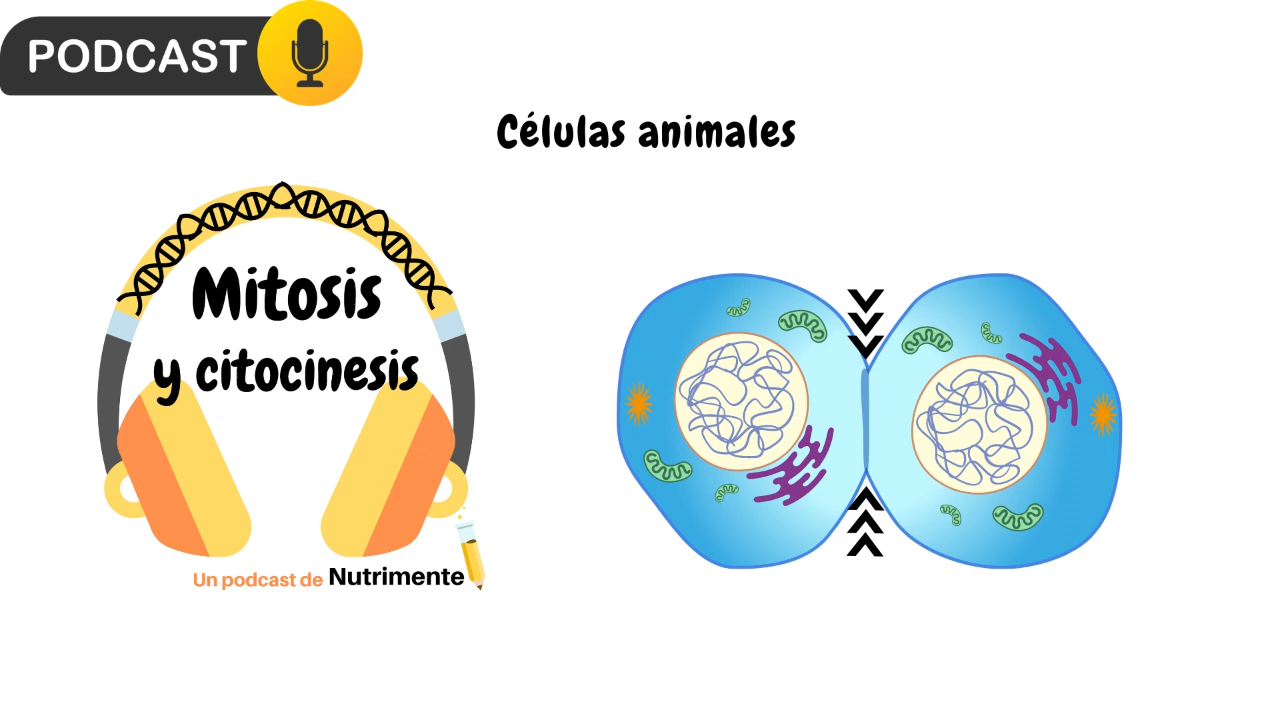 PODCAST
Células animales
Mitosis
y citocinesis
Un podcast de Nutrimente